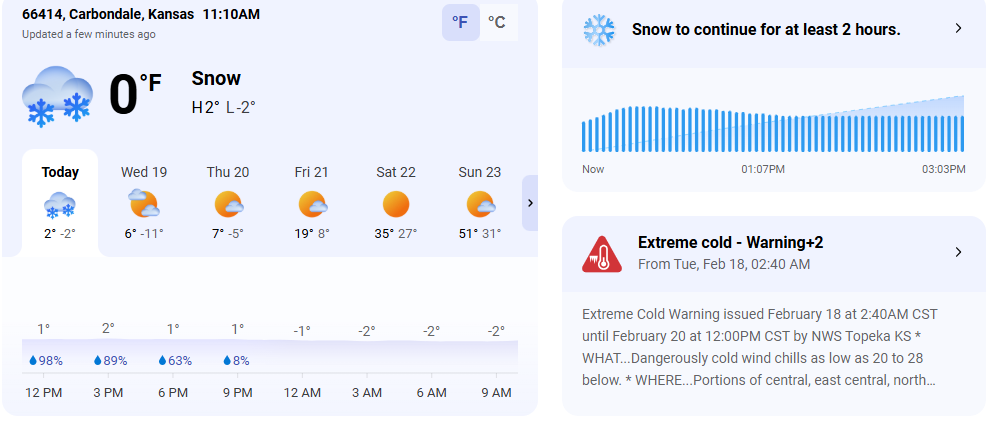 66414, Carbondale, Kansas 11:10AM
Updated a few minutes ago
°F °C
0°F
Snow
H2° L-2°
Today Wed 19 Thu 20 Fri 21 Sat 22 Sun 23
2° -2° 6° -11° 7° -5° 19° 8° 35° 27° 51° 31°
1° 2° 1° 1° -1° -2° -2° -2°
98% 89% 63% 8%
12 PM 3 PM 6 PM 9 PM 12 AM 3 AM 6 AM 9 AM
Snow to continue for at least 2 hours.
Now 01:07PM 03:03PM
Extreme cold - Warning+2
From Tue, Feb 18, 02:40 AM
Extreme Cold Warning issued February 18 at 2:40AM CST
until February 20 at 12:00PM CST by NWS Topeka KS *
WHAT...Dangerously cold wind chills as low as 20 to 28
below. * WHERE...Portions of central, east central, north...